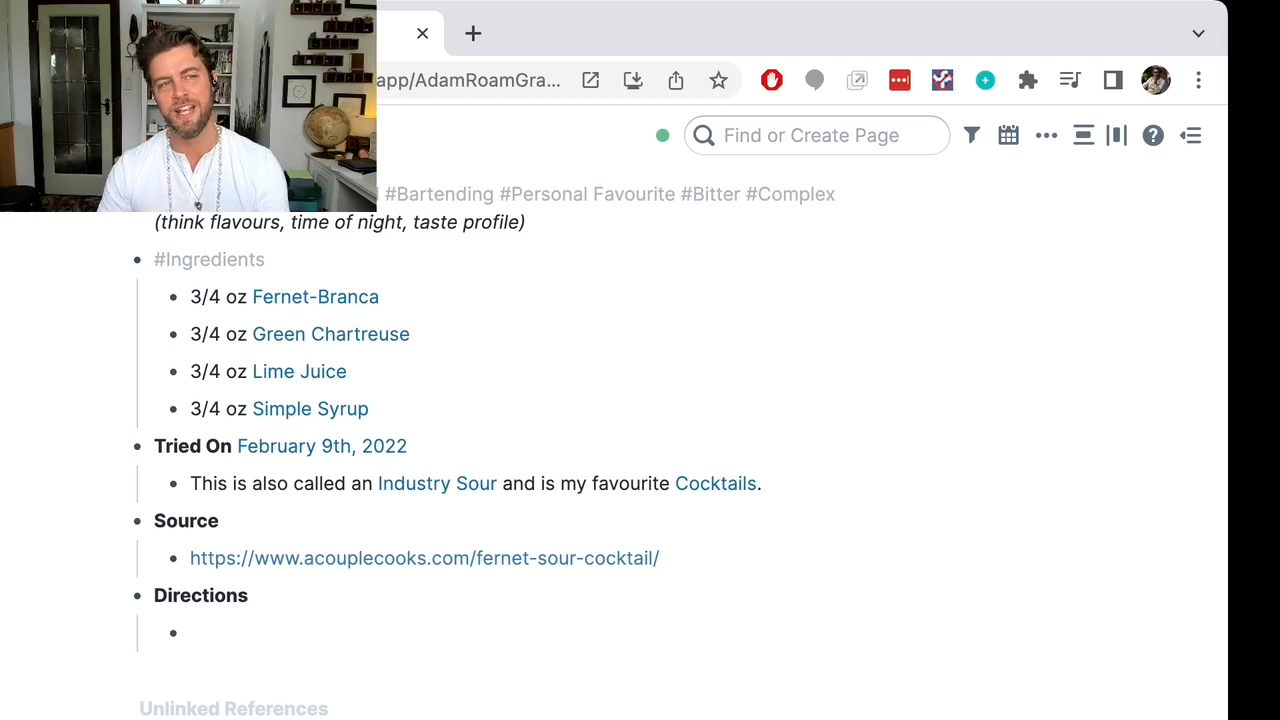 app/AdamRoamGra...
Find or Create Page
#Bartending #Personal Favourite #Bitter #Complex
(think flavours, time of night, taste profile)
#Ingredients
3/4 oz Fernet-Branca
3/4 oz Green Chartreuse
3/4 oz Lime Juice
3/4 oz Simple Syrup
Tried On February 9th, 2022
This is also called an Industry Sour and is my favourite Cocktails.
Source
https://www.acouplecooks.com/fernet-sour-cocktail/
Directions
Unlinked References